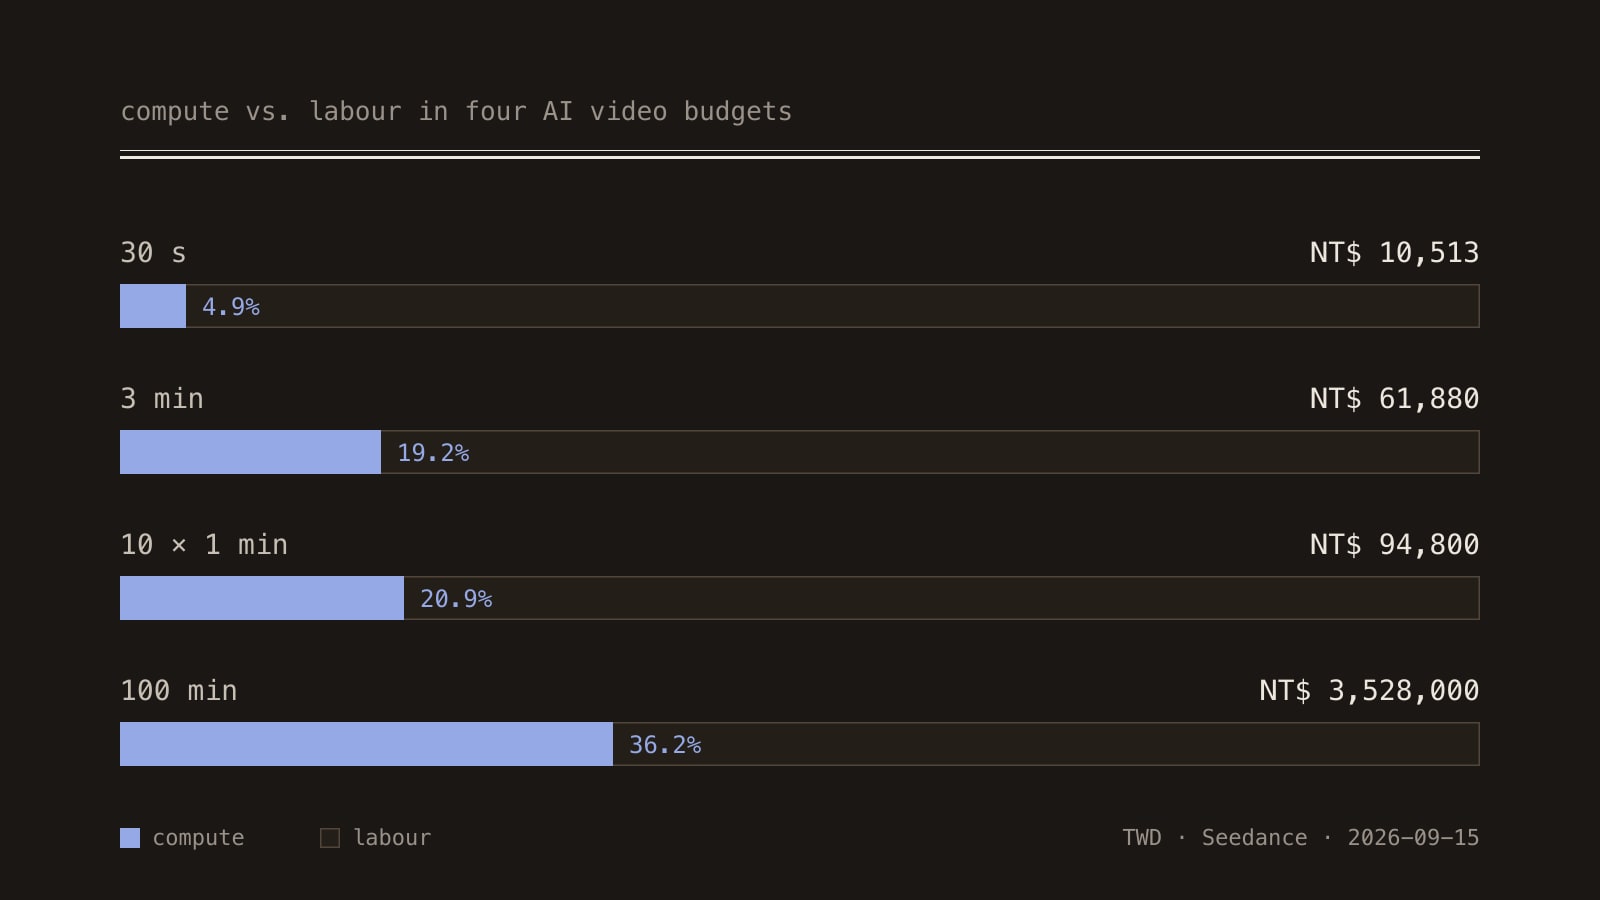 compute vs. labour in four AI video budgets
30 s NT$ 10,513
4.9%
3 min NT$ 61,880
19.2%
10 × 1 min NT$ 94,800
20.9%
100 min NT$ 3,528,000
36.2%
compute labour TWD · Seedance · 2026−09−15